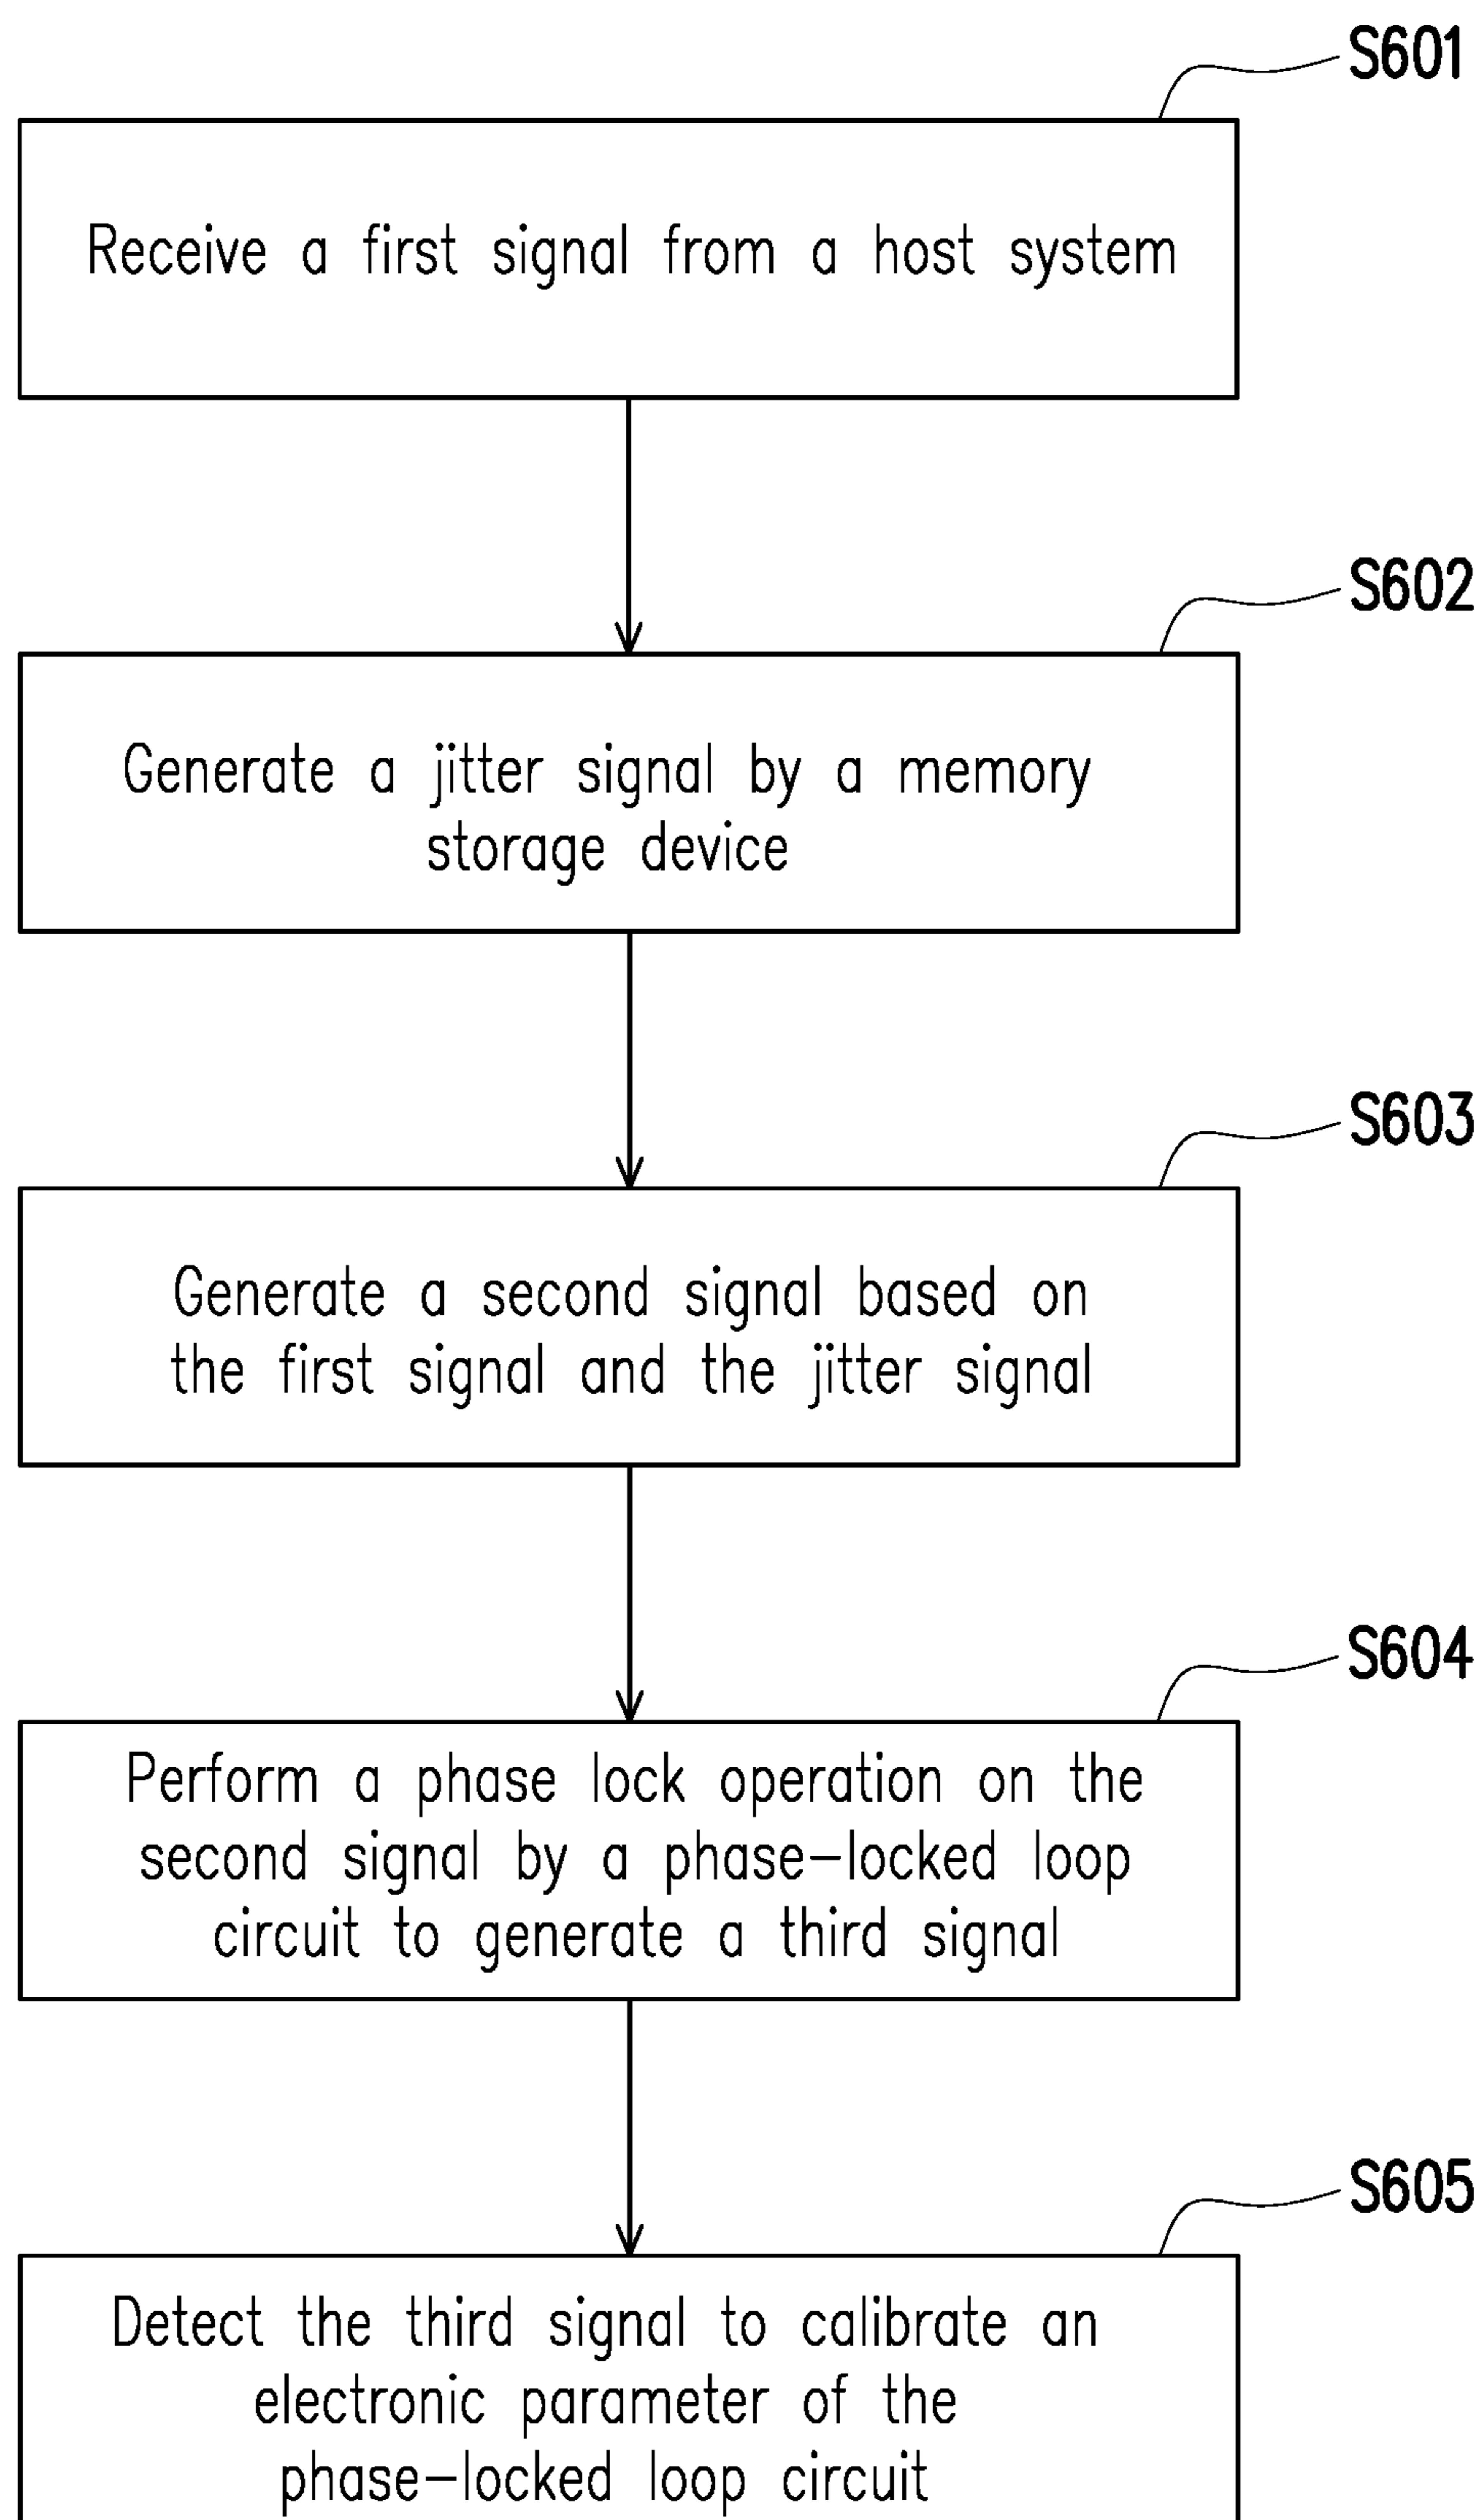 S601
Receive a first signal from a host system
S602
Generate a jitter signal by a memory
storage device
S603
Generate a second signal based on
the first signal and the jitter signal
S604
Perform a phase lock operation on the
second signal by a phase-locked loop
circuit to generate a third signal
S605
Detect the third signal to calibrate an
electronic parameter of the
phase-locked loop circuit